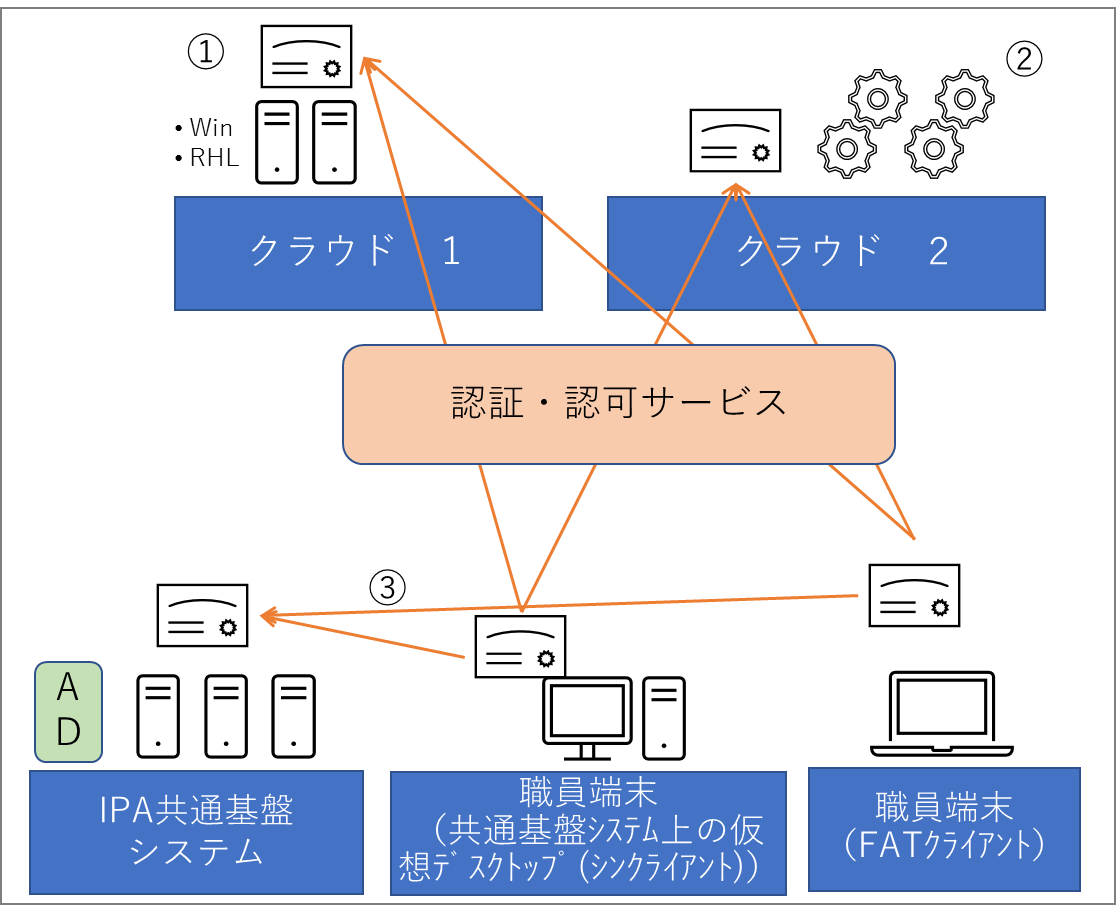 ①
②
• Win
• RHL
クラウド　1
クラウド　2
認証・認可サービス
③
A
D
IPA共通基盤
システム
職員端末
（共通基盤ｼｽﾃﾑ上の仮
想ﾃﾞｽｸﾄｯﾌﾟ(ｼﾝｸﾗｲｱﾝﾄ))
職員端末
(FATｸﾗｲｱﾝﾄ)